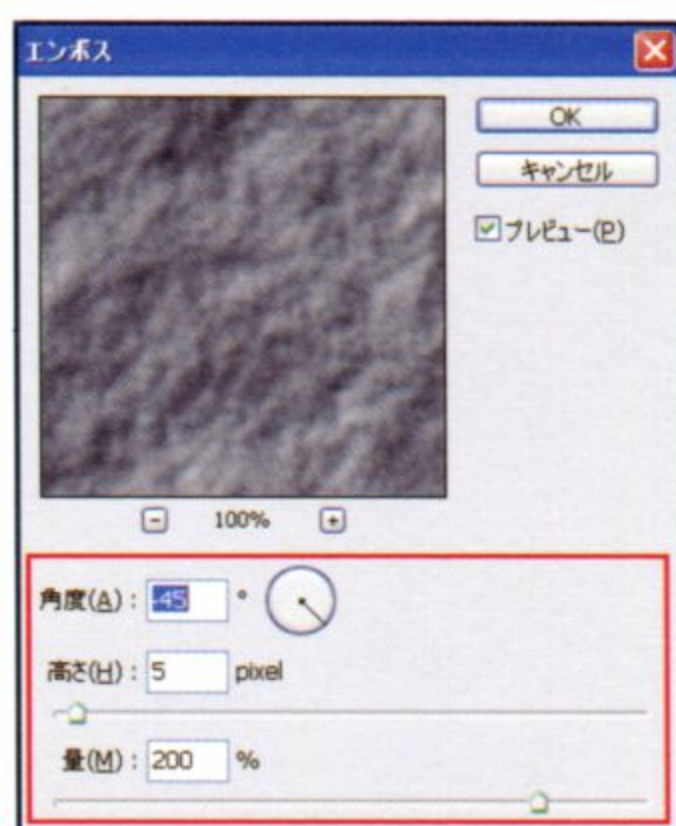 エンボス
OK
キャンセル
プレビュー(P)
100%
角度(A) : -45 °
高さ(H) : 5 pixel
量(M) : 200 %